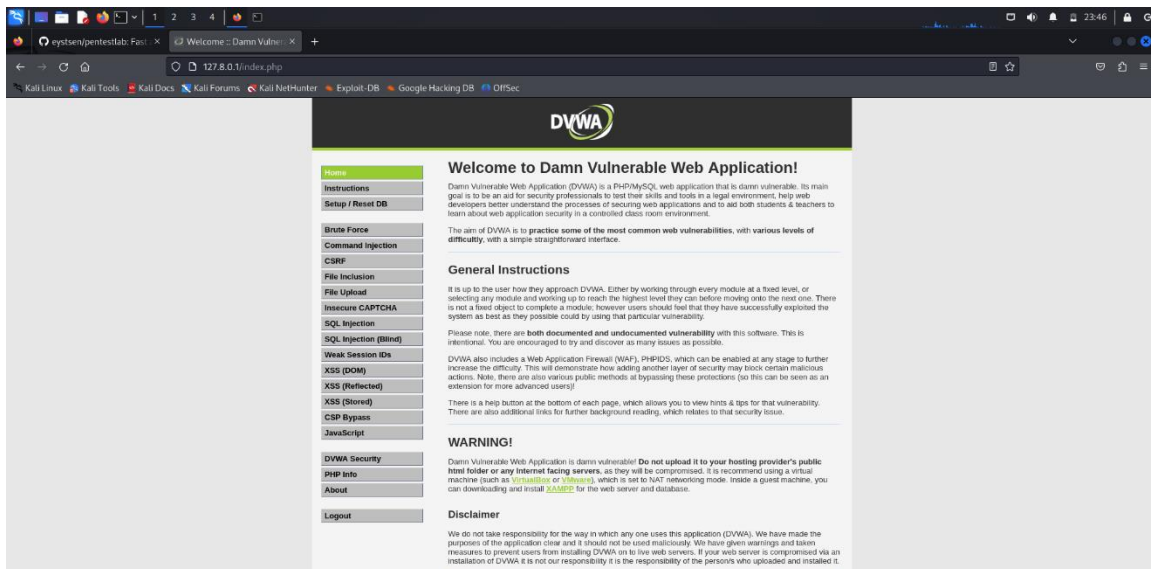 1 2 3 4
23:46
eystsen/pentestlab: Fast
Welcome :: Damn Vulner
127.8.0.1/index.php
Kali Linux Kali Tools Kali Docs Kali Forums Kali NetHunter Exploit-DB Google Hacking DB OffSec
DVWA
Home
Instructions
Setup / Reset DB
Brute Force
Command Injection
CSRF
File Inclusion
File Upload
Insecure CAPTCHA
SQL Injection
SQL Injection (Blind)
Weak Session IDs
XSS (DOM)
XSS (Reflected)
XSS (Stored)
CSP Bypass
JavaScript
DVWA Security
PHP Info
About
Logout
Welcome to Damn Vulnerable Web Application!
Damn Vulnerable Web Application (DVWA) is a PHP/MySQL web application that is damn vulnerable. Its main
goal is to be an aid for security professionals to test their skills and tools in a legal environment, help web
developers better understand the processes of securing web applications and to aid both students & teachers to
learn about web application security in a controlled class room environment.
The aim of DVWA is to practice some of the most common web vulnerabilities, with various levels of
difficultly, with a simple straightforward interface.
General Instructions
It is up to the user how they approach DVWA. Either by working through every module at a fixed level, or
selecting any module and working up to reach the highest level they can before moving onto the next one. There
is not a fixed object to complete a module; however users should feel that they have successfully exploited the
system as best as they possible could by using that particular vulnerability.
Please note, there are both documented and undocumented vulnerability with this software. This is
intentional. You are encouraged to try and discover as many issues as possible.
DVWA also includes a Web Application Firewall (WAF), PHPIDS, which can be enabled at any stage to further
increase the difficulty. This will demonstrate how adding another layer of security may block certain malicious
actions. Note, there are also various public methods at bypassing these protections (so this can be seen as an
extension for more advanced users)!
There is a help button at the bottom of each page, which allows you to view hints & tips for that vulnerability.
There are also additional links for further background reading, which relates to that security issue.
WARNING!
Damn Vulnerable Web Application is damn vulnerable! Do not upload it to your hosting provider's public
html folder or any Internet facing servers, as they will be compromised. It is recommend using a virtual
machine (such as VirtualBox or VMware), which is set to NAT networking mode. Inside a guest machine, you
can downloading and install XAMPP for the web server and database.
Disclaimer
We do not take responsibility for the way in which any one uses this application (DVWA). We have made the
purposes of the application clear and it should not be used maliciously. We have given warnings and taken
measures to prevent users from installing DVWA on to live web servers. If your web server is compromised via an
installation of DVWA it is not our responsibility it is the responsibility of the person/s who uploaded and installed it.